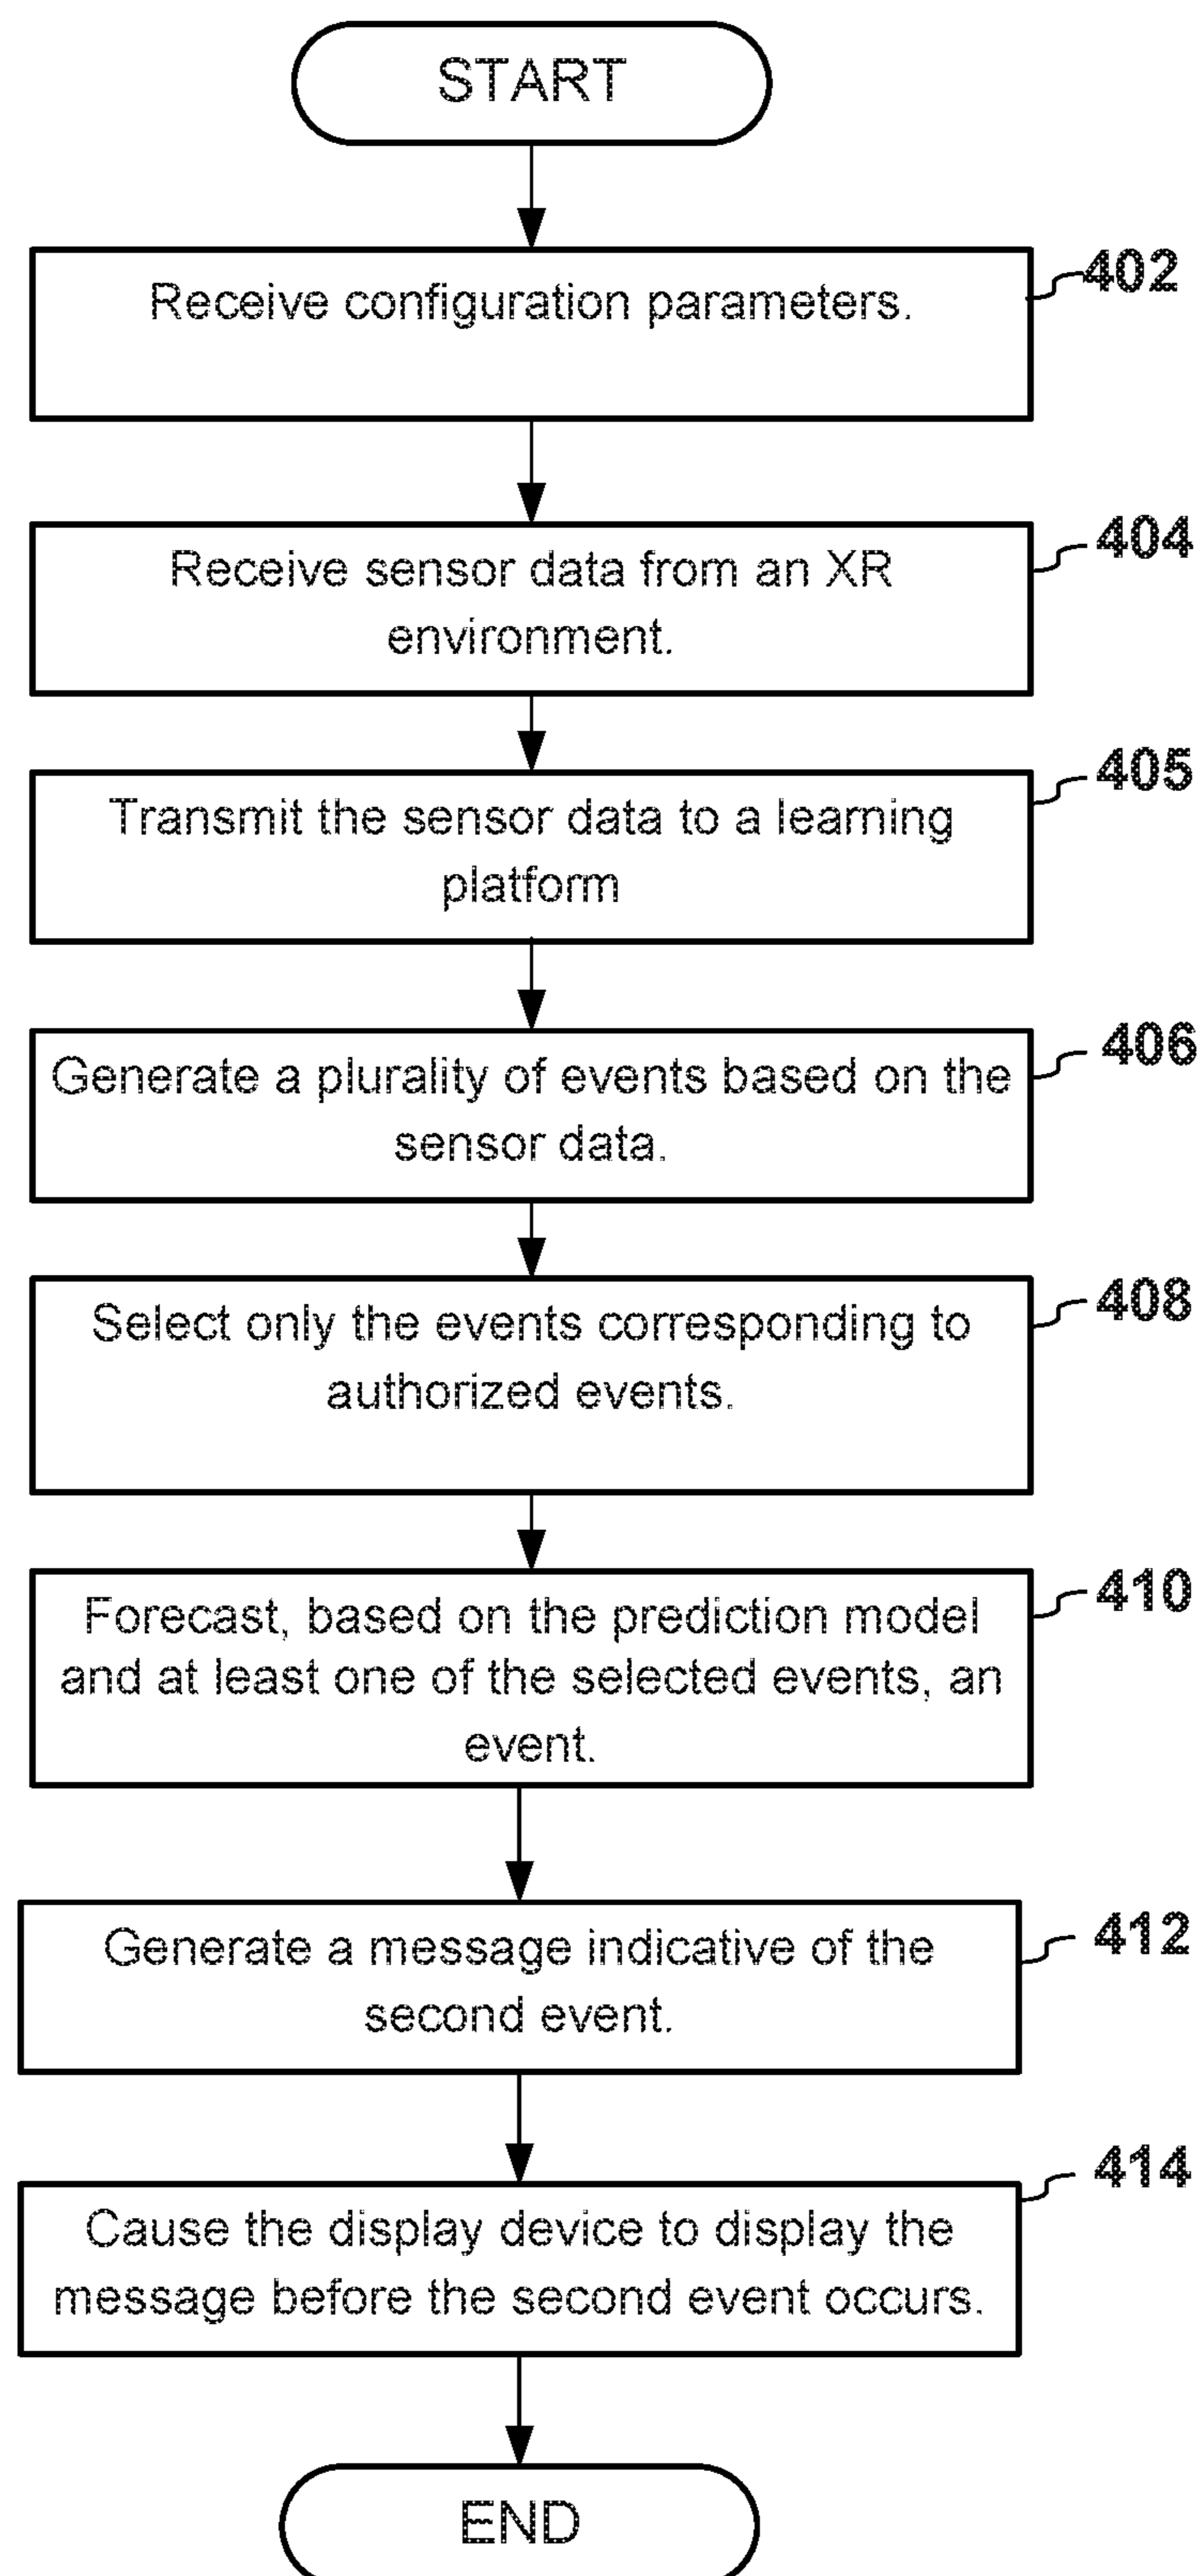 START
Receive configuration parameters.
402
Receive sensor data from an XR
environment.
404
Transmit the sensor data to a learning
platform
405
Generate a plurality of events based on the
sensor data.
406
Select only the events corresponding to
authorized events.
408
Forecast, based on the prediction model
and at least one of the selected events, an
event.
410
Generate a message indicative of the
second event.
412
Cause the display device to display the
message before the second event occurs.
414
END